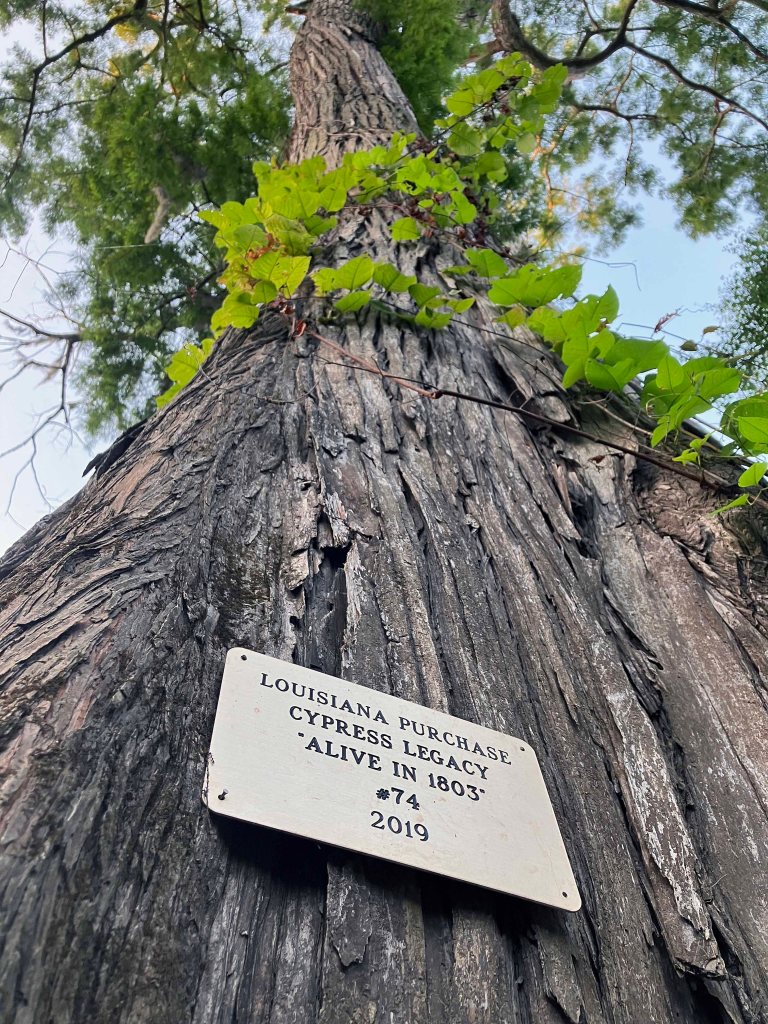 LOUISIANA PURCHASE
CYPRESS LEGACY
"ALIVE IN 1803"
#74
2019